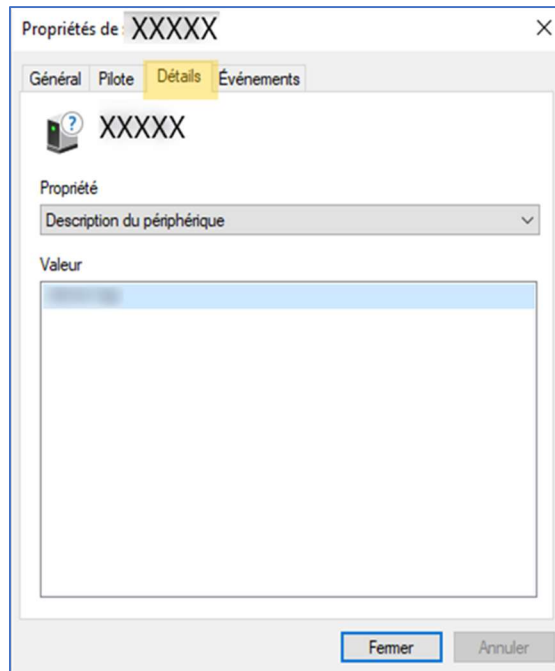 Propriétés de : XXXXX
Général Pilote Détails Événements
XXXXX
Propriété
Description du périphérique
Valeur
Fermer Annuler